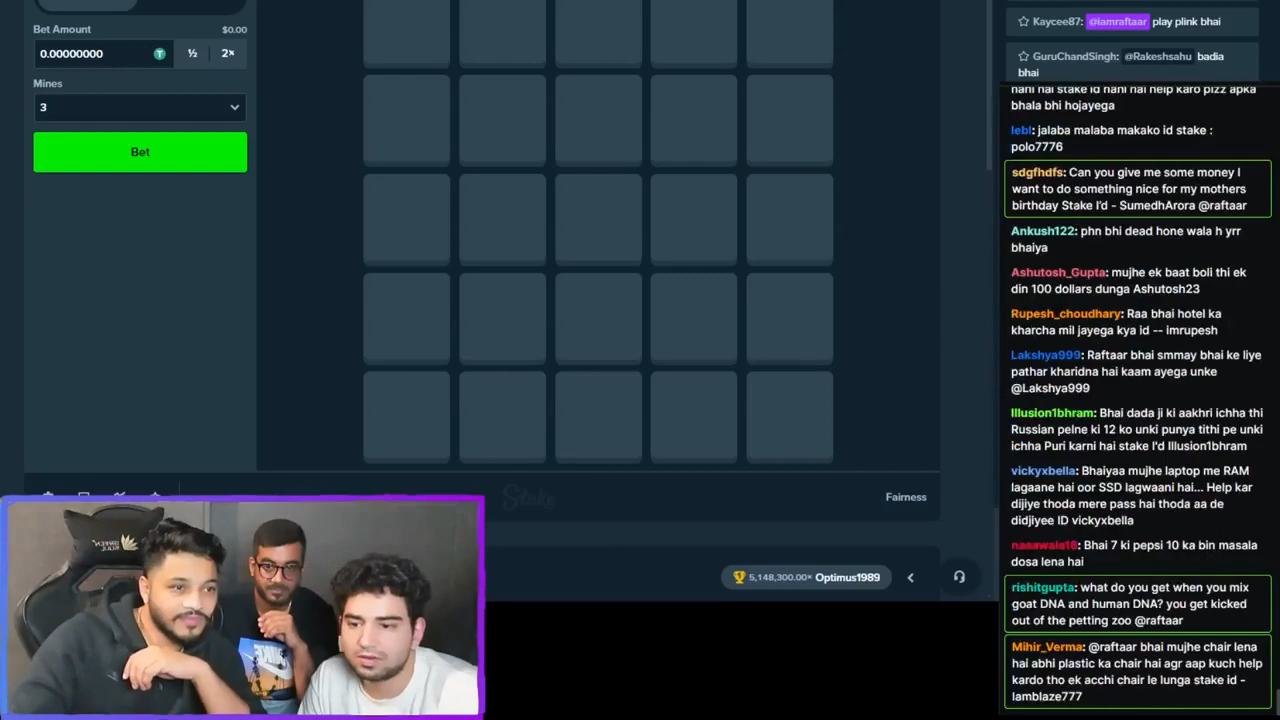 Bet Amount
$0.00
0.00000000
½
2×
Mines
3
Bet
Stake
Fairness
5,148,300.00× Optimus1989
Kaycee87: @iamraftaar play plink bhai
GuruChandSingh: @Rakeshsahu badia
bhai
nahi hai stake id nahi hai help karo pizz apka
bhala bhi hojayega
lebl: jalaba malaba makako id stake :
polo7776
sdgfhdfs: Can you give me some money I
want to do something nice for my mothers
birthday Stake I'd - SumedhArora @raftaar
Ankush122: phn bhi dead hone wala h yrr
bhaiya
Ashutosh_Gupta: mujhe ek baat boli thi ek
din 100 dollars dunga Ashutosh23
Rupesh_choudhary: Raa bhai hotel ka
kharcha mil jayega kya id -- imrupesh
Lakshya999: Raftaar bhai smmay bhai ke liye
pathar kharidna hai kaam ayega unke
@Lakshya999
Illusion1bhram: Bhai dada ji ki aakhri ichha thi
Russian pelne ki 12 ko unki punya tithi pe unki
ichha Puri karni hai stake I'd Illusion1bhram
vickyxbella: Bhaiyaa mujhe laptop me RAM
lagaane hai oor SSD lagwaani hai... Help kar
dijiye thoda mere pass hai thoda aa de
didjiyee ID vickyxbella
Bhai 7 ki pepsi 10 ka bin masala
dosa lena hai
rishitgupta: what do you get when you mix
goat DNA and human DNA? you get kicked
out of the petting zoo @raftaar
Mihir_Verma: @raftaar bhai mujhe chair lena
hai abhi plastic ka chair hai agr aap kuch help
kardo tho ek acchi chair le lunga stake id -
Iamblaze777